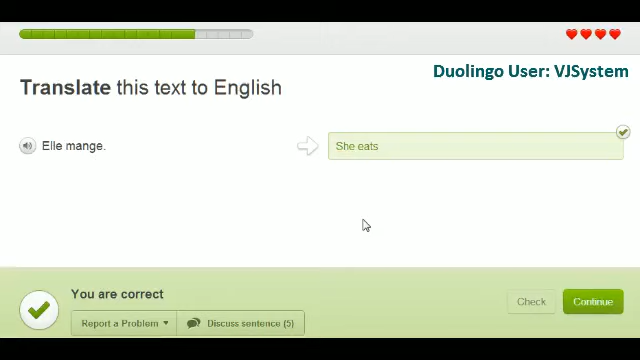 Duolingo User: VJSystem
Translate this text to English
Elle mange.
She eats
You are correct
Check
Continue
Report a Problem
Discuss sentence (5)